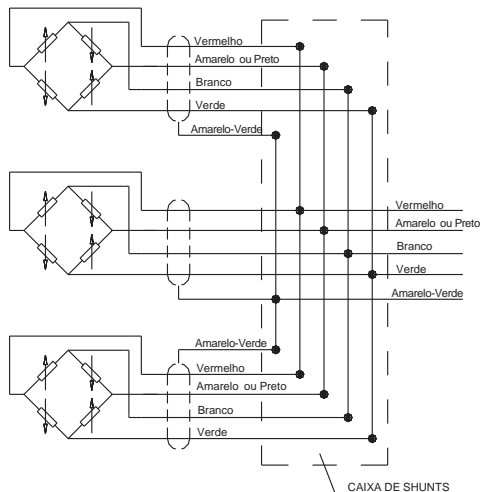 Vermelho
Amarelo ou Preto
Branco
Verde
Amarelo-Verde
Vermelho
Amarelo ou Preto
Branco
Verde
Amarelo-Verde
Amarelo-Verde
Vermelho
Amarelo ou Preto
Branco
Verde
CAIXA DE SHUNTS